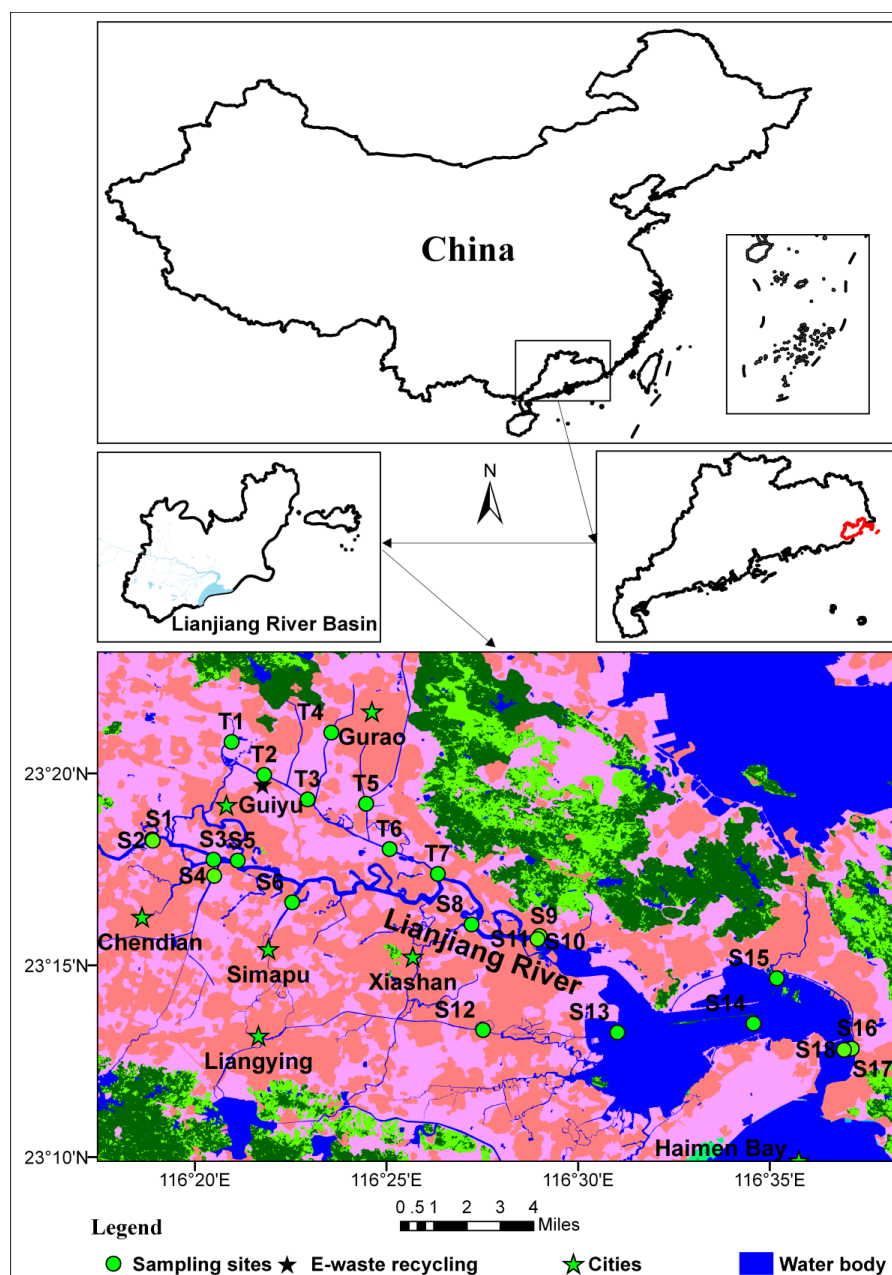 China
N
Lianjiang River Basin
T1
T4
Gurao
T2
23°20'N
T3
T5
Guiyu
S1
S2
S3
S5
T6
S4
S6
T7
S8
S9
Chendian
Lianjiang River
S11
S10
Simapu
Xiashan
S15
23°15'N
S12
S13
S14
S16
Liangying
S18
S17
23°10'N
Haimen Bay
116°20'E
116°25'E
116°30'E
116°35'E
0 .5 1 2 3 4
Miles
Legend
Sampling sites
E-waste recycling
Cities
Water body